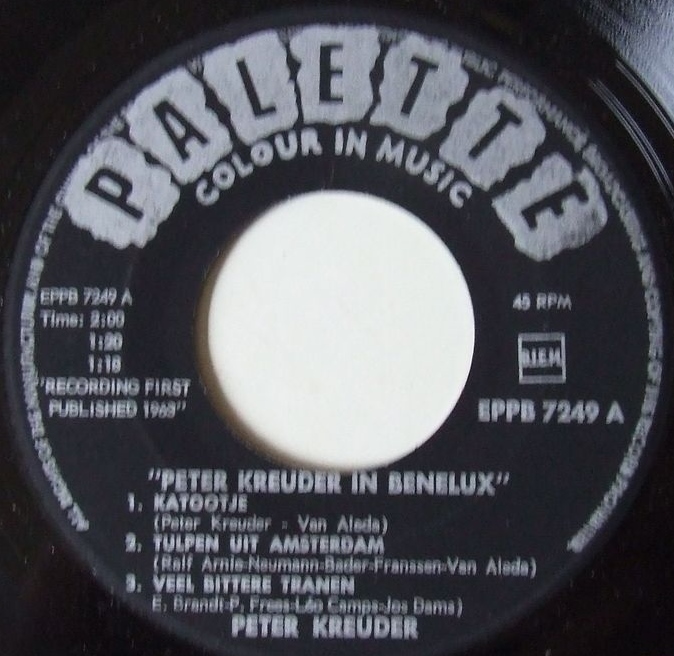 PALETTE
COLOUR IN MUSIC
EPPB 7249 A
Time: 2:00
1:20
1:18
"RECORDING FIRST
PUBLISHED 1963"
45 RPM
BIEM
EPPB 7249 A
"PETER KREUDER IN BENELUX"
1. KATOOTJE
(Peter Kreuder - Van Aleda)
2. TULPEN UIT AMSTERDAM
(Ralf Arnie-Neumann-Bader-Franssen-Van Aleda)
3. VEEL BITTERE TRANEN
E. Brandt-P. Frees-Léo Camps-Jos Dams)
PETER KREUDER